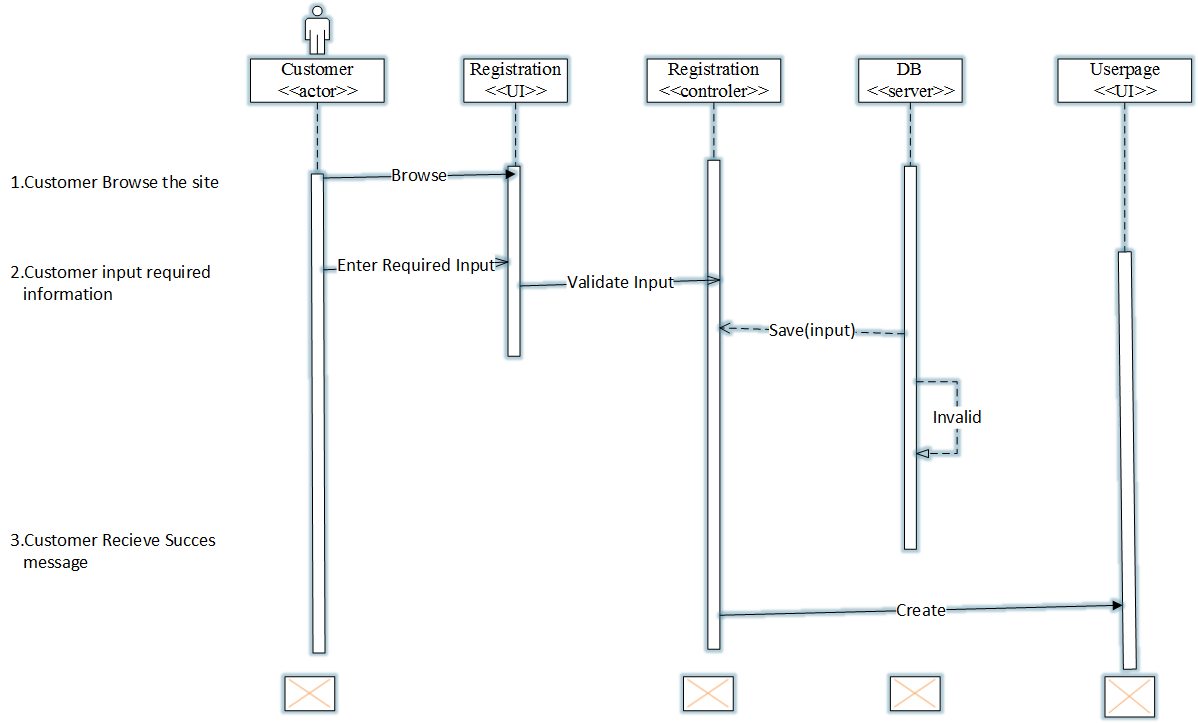 Customer
<<actor>>
Registration
<<UI>>
Registration
<<controler>>
DB
<<server>>
Userpage
<<UI>>
1.Customer Browse the site
Browse
2.Customer input required
information
Enter Required Input
Validate Input
Save(input)
Invalid
3.Customer Recieve Succes
message
Create